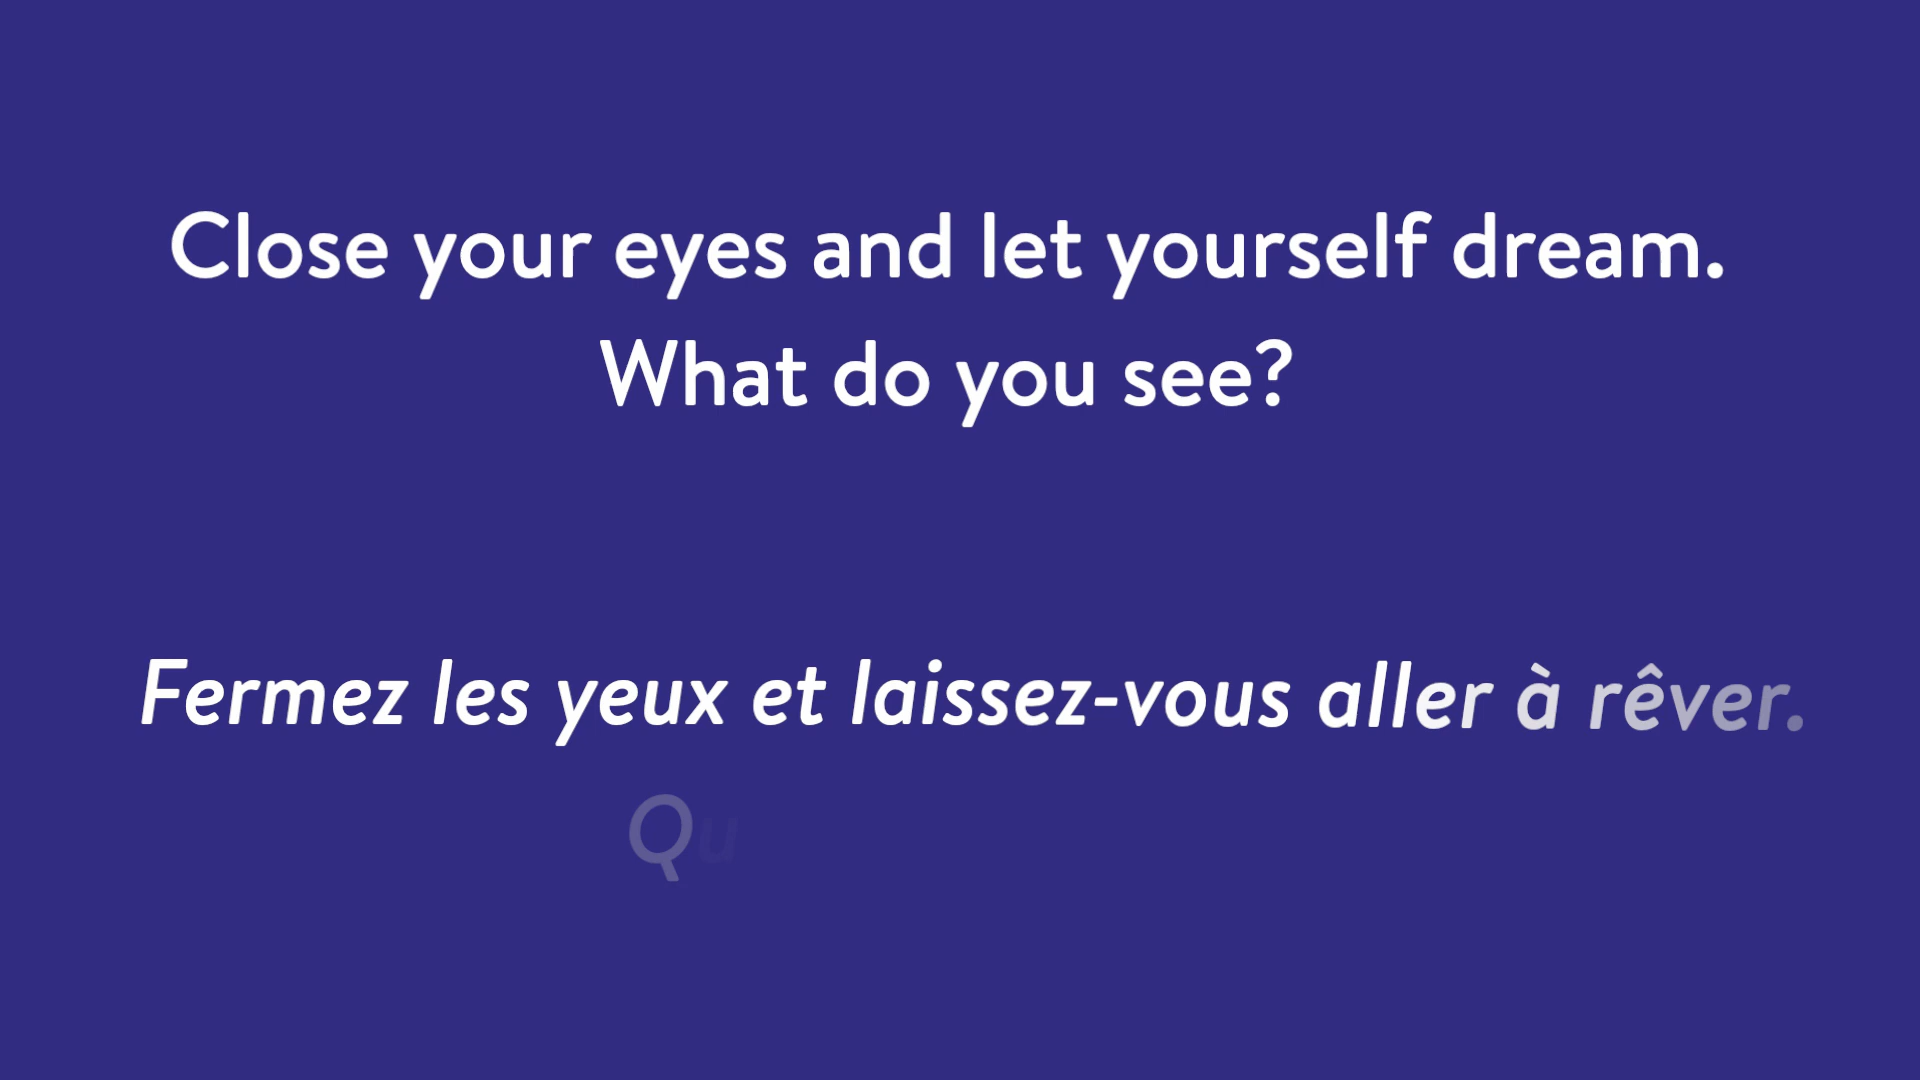 Close your eyes and let yourself dream.
What do you see?
Fermez les yeux et laissez-vous aller à rêver.
Qu